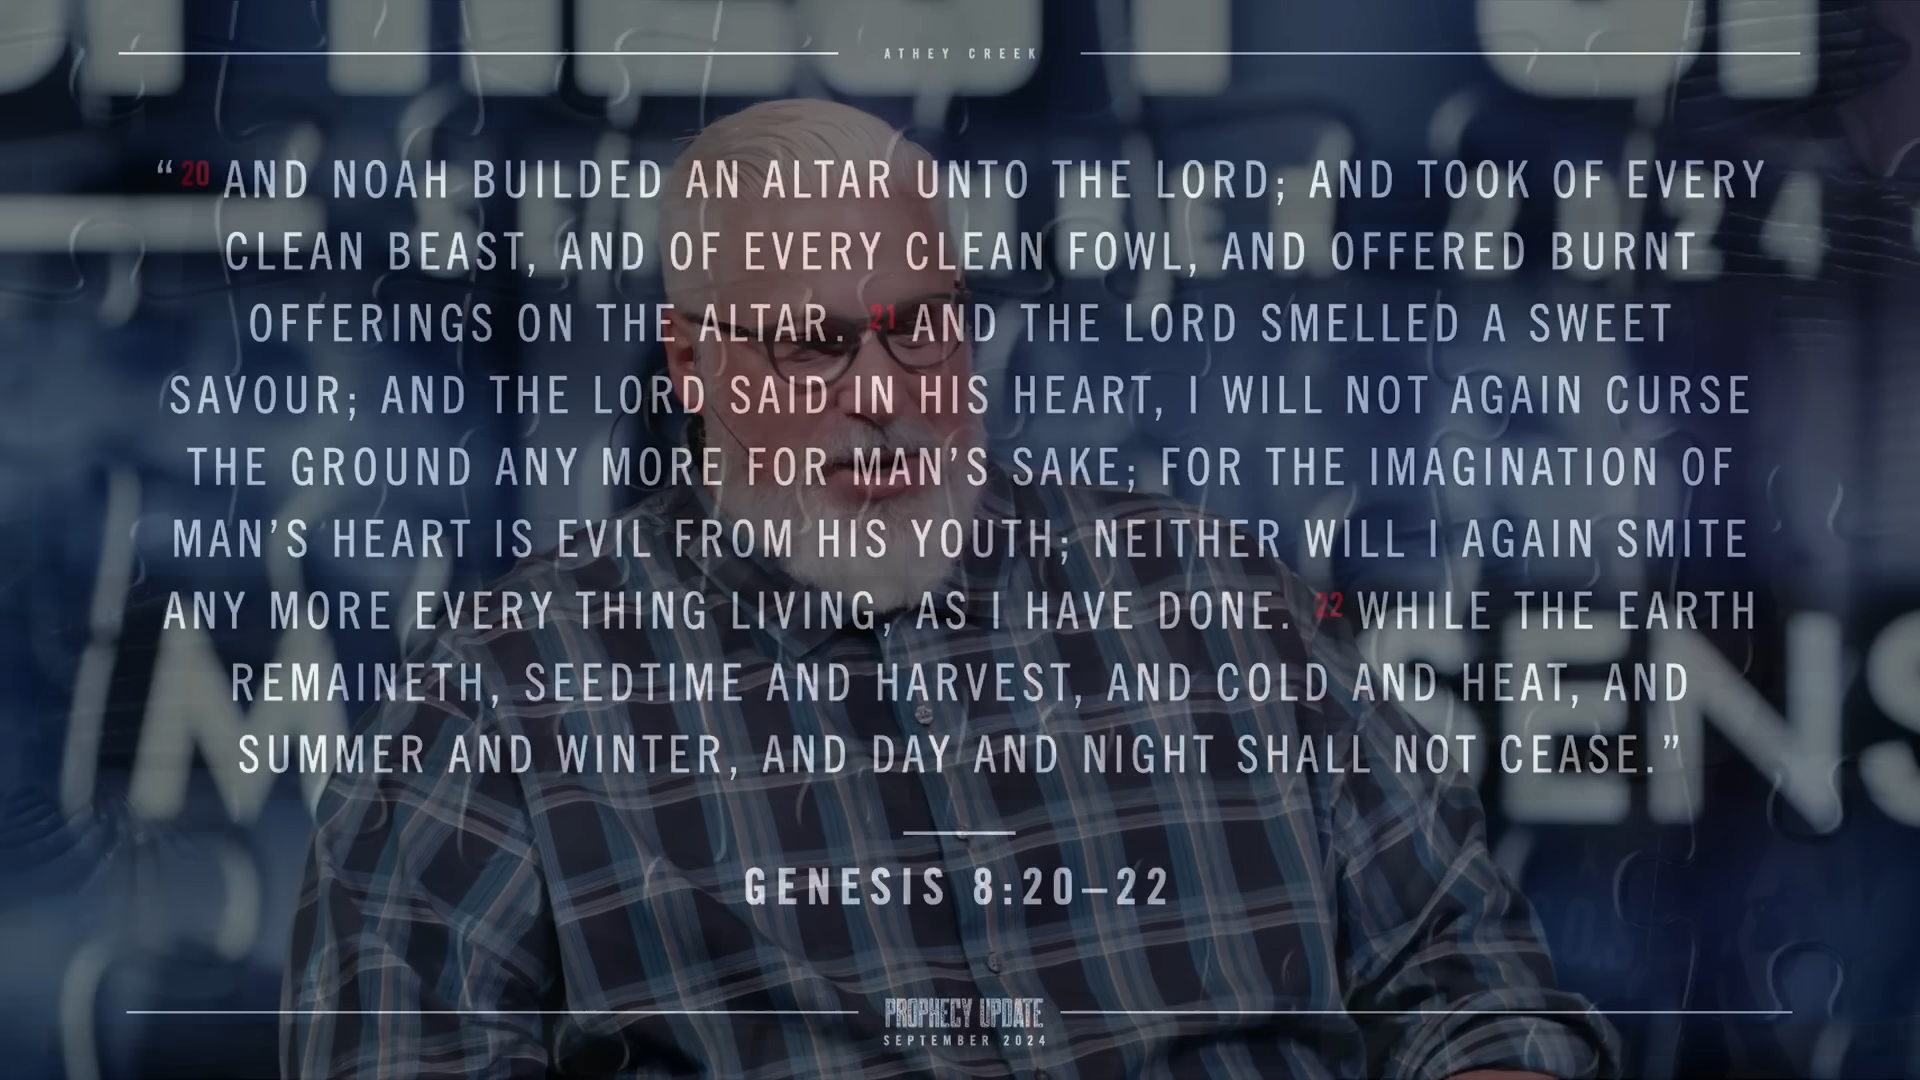 ATHEY CREEK
“20 AND NOAH BUILDED AN ALTAR UNTO THE LORD; AND TOOK OF EVERY
CLEAN BEAST, AND OF EVERY CLEAN FOWL, AND OFFERED BURNT
OFFERINGS ON THE ALTAR. 21 AND THE LORD SMELLED A SWEET
SAVOUR; AND THE LORD SAID IN HIS HEART, I WILL NOT AGAIN CURSE
THE GROUND ANY MORE FOR MAN’S SAKE; FOR THE IMAGINATION OF
MAN’S HEART IS EVIL FROM HIS YOUTH; NEITHER WILL I AGAIN SMITE
ANY MORE EVERY THING LIVING, AS I HAVE DONE. 22 WHILE THE EARTH
REMAINETH, SEEDTIME AND HARVEST, AND COLD AND HEAT, AND
SUMMER AND WINTER, AND DAY AND NIGHT SHALL NOT CEASE.”
GENESIS 8:20–22
PROPHECY UPDATE
SEPTEMBER 2024